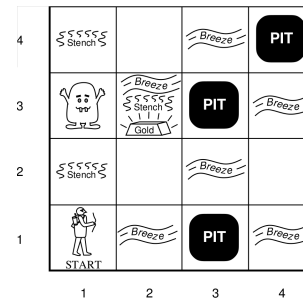 4
Stench
Breeze
PIT
3
Breeze
Stench
Gold
PIT
Breeze
2
Stench
Breeze
1
START
Breeze
PIT
Breeze
1 2 3 4